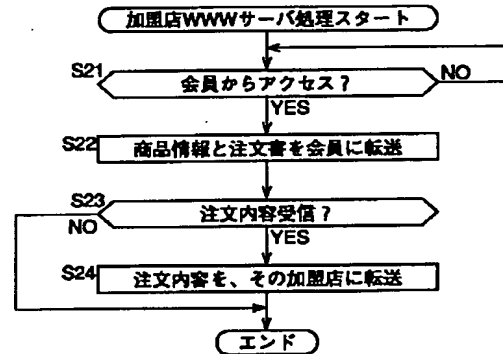 加盟店WWWサーバ処理スタート
S21
会員からアクセス?
NO
YES
S22
商品情報と注文書を会員に転送
S23
注文内容受信?
NO
YES
S24
注文内容を、その加盟店に転送
エンド